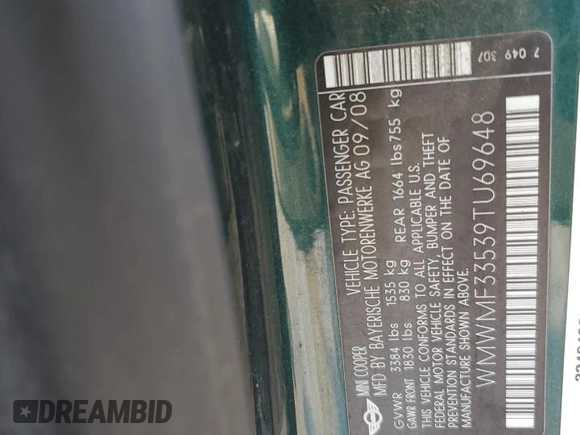 MINI COOPER
VEHICLE TYPE: PASSENGER CAR
MFD BY BAYERISCHE MOTORENWERKE AG 09/08
GVWR 3384 lbs 1535 kg
GAWR FRONT 1830 lbs 830 kg REAR 1664 lbs 755 kg
THIS VEHICLE CONFORMS TO ALL APPLICABLE U.S.
FEDERAL MOTOR VEHICLE SAFETY, BUMPER AND THEFT
PREVENTION STANDARDS IN EFFECT ON THE DATE OF
MANUFACTURE SHOWN ABOVE.
WMWMF33539TU69648
7 049 307
DREAMBID